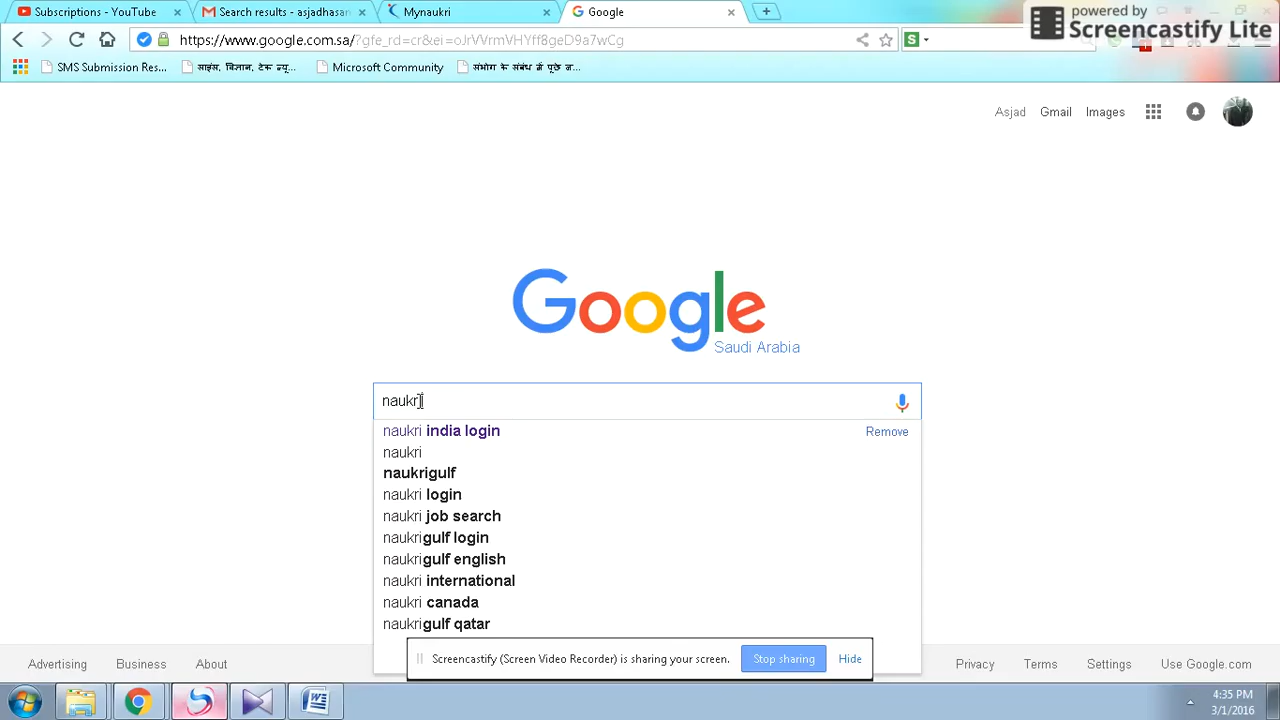 Subscriptions - YouTube
Search results - asjadhasan
Mynaukri
Google
powered by
Screencastify Lite
https://www.google
SMS Submission Res...
Microsoft Community
संभोग के संबंध में पूछे जा...
Asjad
Gmail
Images
Google
Saudi Arabia
naukri
naukri india login
Remove
naukri
naukrigulf
naukri login
naukri job search
naukrigulf login
naukrigulf english
naukri international
naukri canada
naukrigulf qatar
Screencastify (Screen Video Recorder) is sharing your screen.
Stop sharing
Hide
Advertising
Business
About
Privacy
Terms
Settings
Use Google.com
4:35 PM
3/1/2016